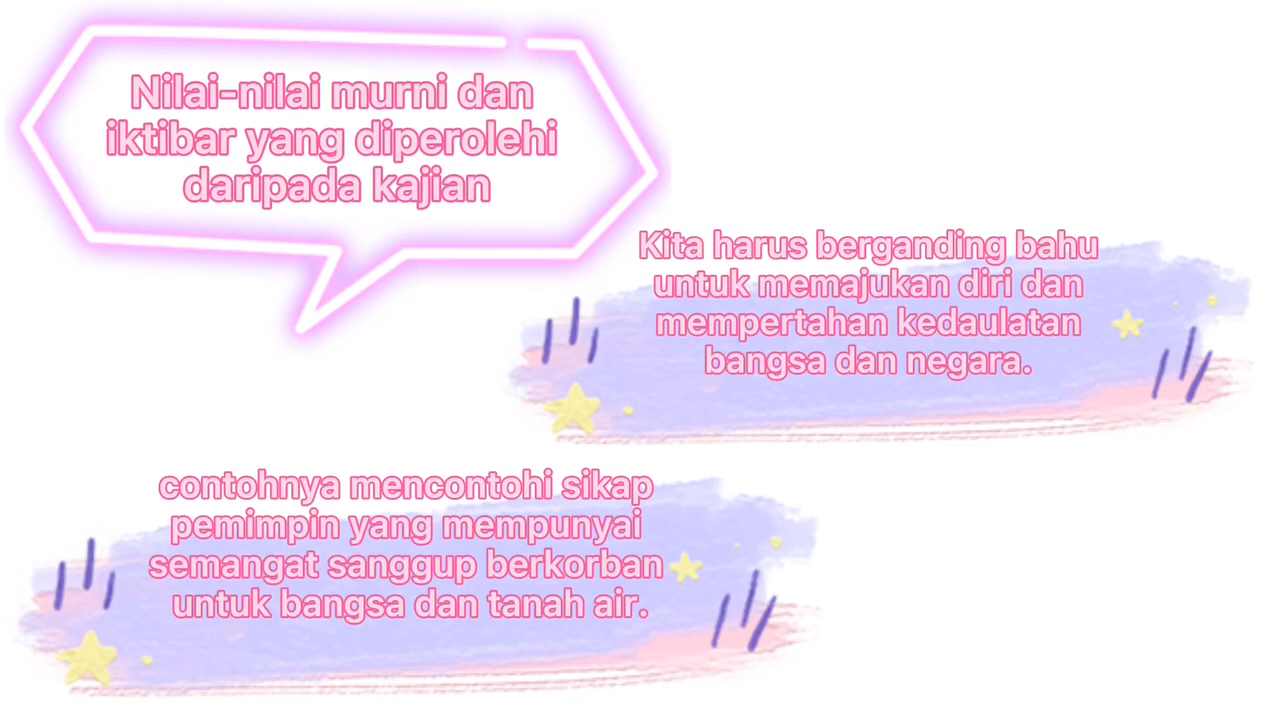 Nilai-nilai murni dan
iktibar yang diperolehi
daripada kajian
Kita harus berganding bahu
untuk memajukan diri dan
mempertahan kedaulatan
bangsa dan negara.
contohnya mencontohi sikap
pemimpin yang mempunyai
semangat sanggup berkorban
untuk bangsa dan tanah air.